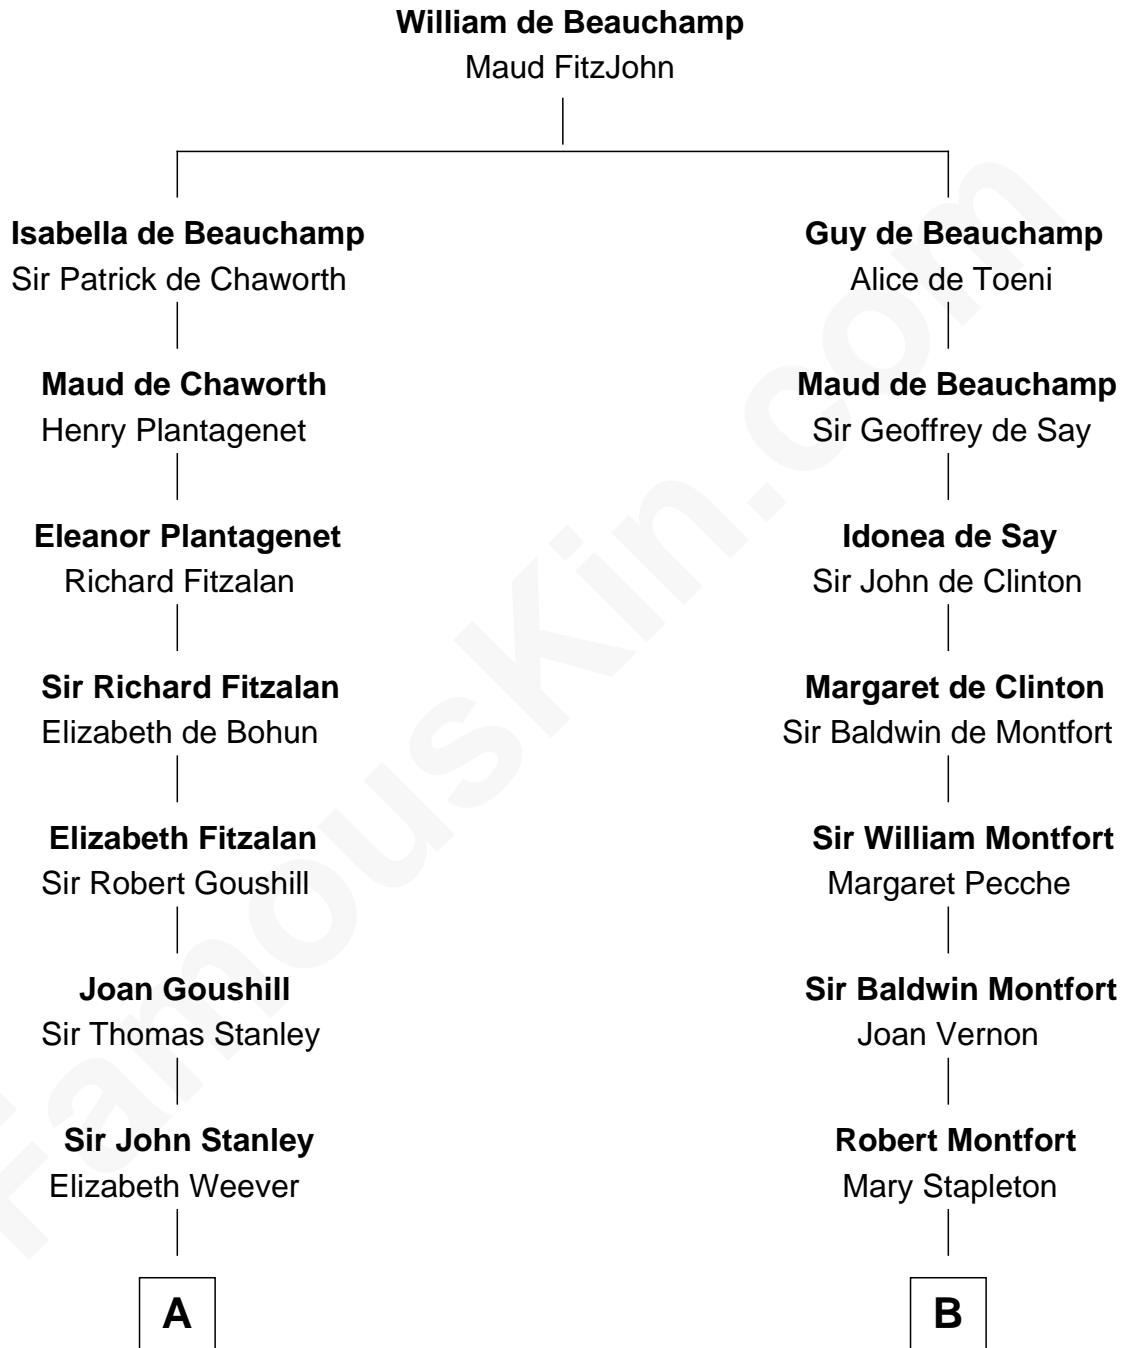 William de Beauchamp
Maud FitzJohn
Isabella de Beauchamp
Sir Patrick de Chaworth
Guy de Beauchamp
Alice de Toeni
Maud de Chaworth
Henry Plantagenet
Maud de Beauchamp
Sir Geoffrey de Say
Eleanor Plantagenet
Richard Fitzalan
Idonea de Say
Sir John de Clinton
Sir Richard Fitzalan
Elizabeth de Bohun
Margaret de Clinton
Sir Baldwin de Montfort
Elizabeth Fitzalan
Sir Robert Goushill
Sir William Montfort
Margaret Pecche
Joan Goushill
Sir Thomas Stanley
Sir Baldwin Montfort
Joan Vernon
Sir John Stanley
Elizabeth Weever
Robert Montfort
Mary Stapleton
A
B
FamousKin.com